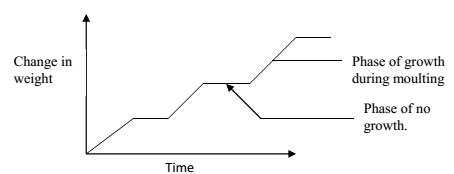 Change in
weight
Phase of growth
during moulting
Phase of no
growth.
Time